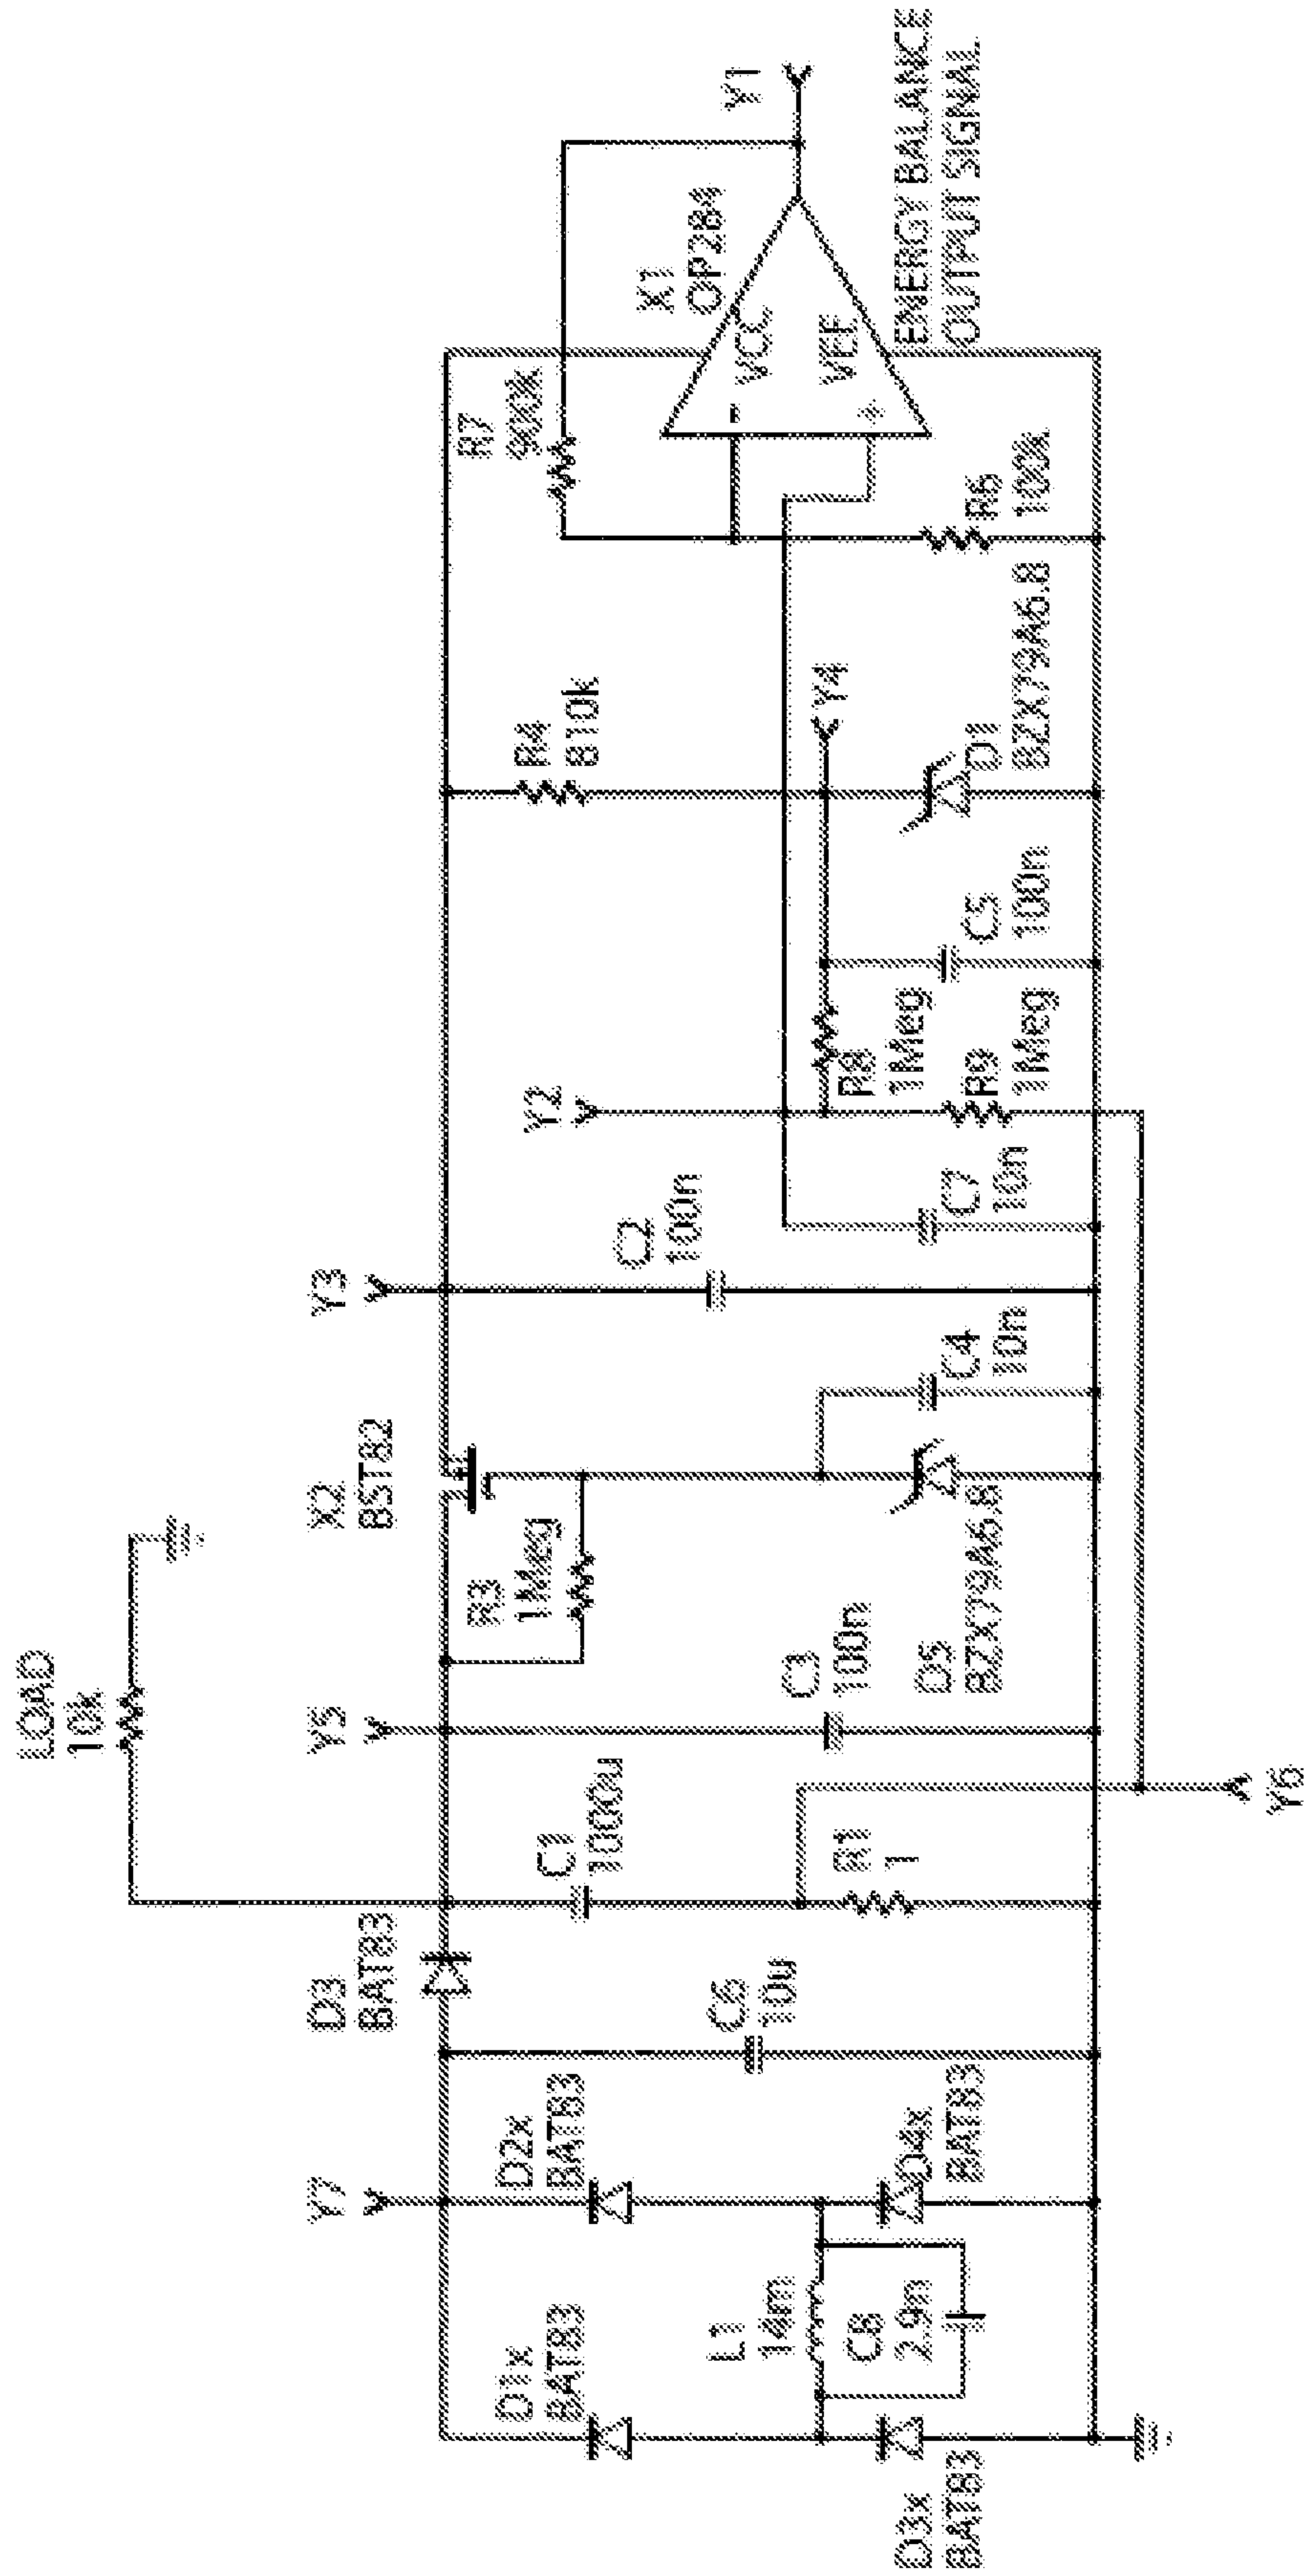 LOAD
10k
D3
BAT83
Y7
D1x
BAT83
D2x
BAT83
L1
14m
C8
2.9n
D3x
BAT83
D4x
BAT83
C6
10u
C1
1000u
R1
1
Y6
Y5
C3
100n
R3
1Meg
X2
BST82
D5
BZX79A6.8
C4
10n
Y3
C2
100n
C7
10n
Y2
R8
1Meg
R9
1Meg
C5
100n
R4
810k
Y4
D1
BZX79A6.8
R7
900k
R6
100k
X1
OP284
VCC
VEE
-
+
Y1
ENERGY BALANCE
OUTPUT SIGNAL